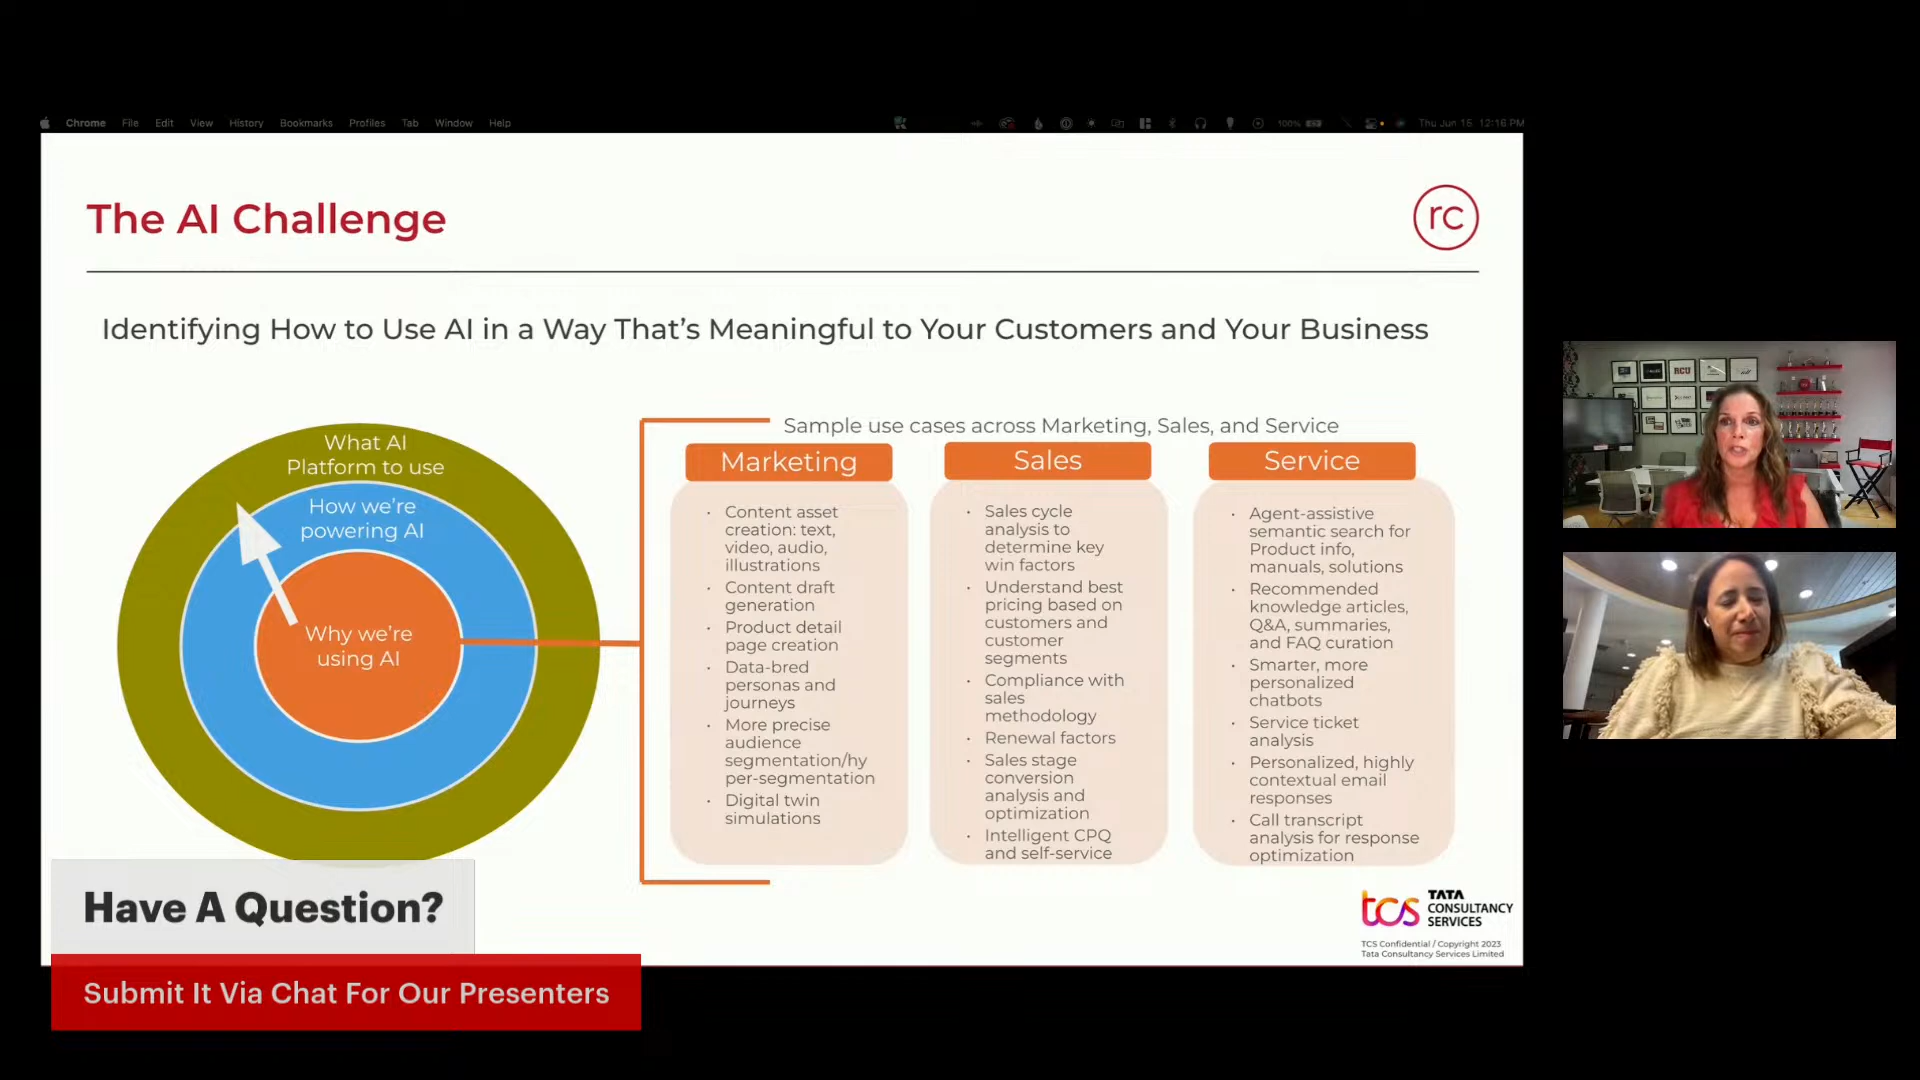 Chrome File Edit View History Bookmarks Profiles Tab Window Help
100% Thu Jun 15 12:16 PM
The AI Challenge
rc
Identifying How to Use AI in a Way That's Meaningful to Your Customers and Your Business
What AI
Platform to use
How we're
powering AI
Why we're
using AI
Sample use cases across Marketing, Sales, and Service
Marketing
• Content asset
creation: text,
video, audio,
illustrations
• Content draft
generation
• Product detail
page creation
• Data-bred
personas and
journeys
• More precise
audience
segmentation/hy
per-segmentation
• Digital twin
simulations
Sales
• Sales cycle
analysis to
determine key
win factors
• Understand best
pricing based on
customers and
customer
segments
• Compliance with
sales
methodology
• Renewal factors
• Sales stage
conversion
analysis and
optimization
• Intelligent CPQ
and self-service
Service
• Agent-assistive
semantic search for
Product info,
manuals, solutions
• Recommended
knowledge articles,
Q&A, summaries,
and FAQ curation
• Smarter, more
personalized
chatbots
• Service ticket
analysis
• Personalized, highly
contextual email
responses
• Call transcript
analysis for response
optimization
tcs TATA
CONSULTANCY
SERVICES
TCS Confidential / Copyright 2023
Tata Consultancy Services Limited
Have A Question?
Submit It Via Chat For Our Presenters
RCU